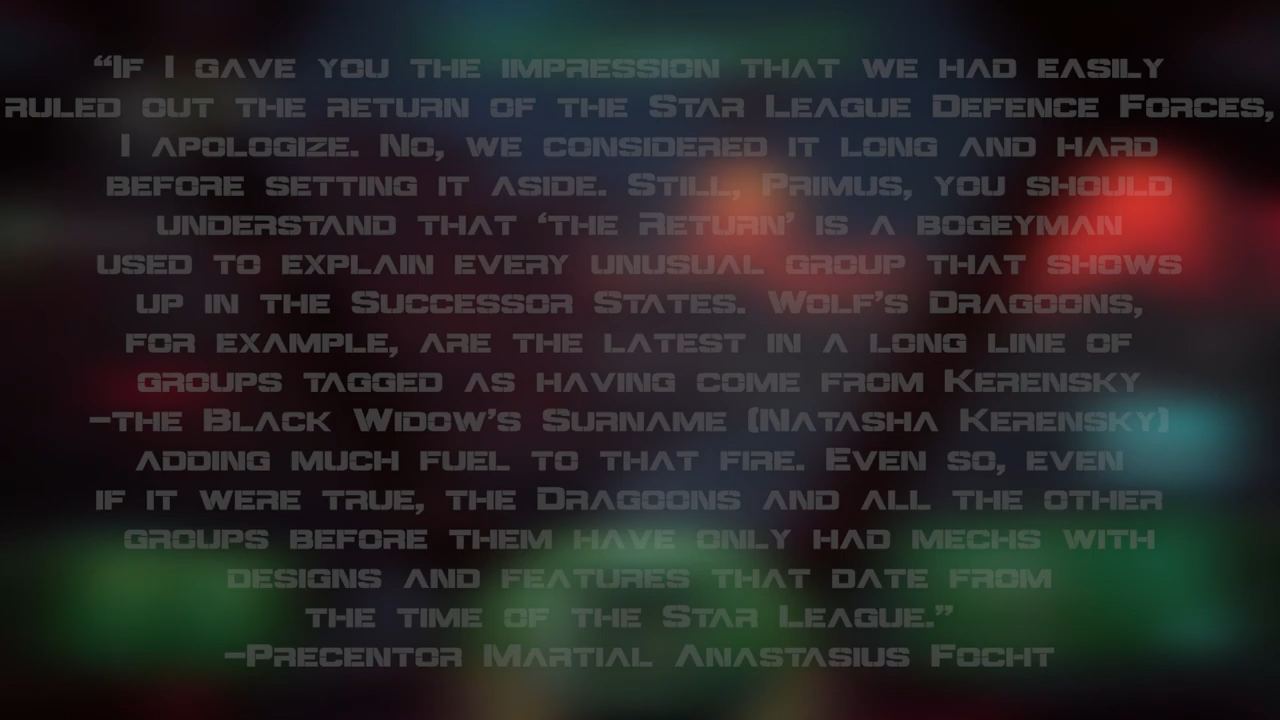 “If I gave you the impression that we had easily
ruled out the return of the Star League Defence Forces,
I apologize. No, we considered it long and hard
before setting it aside. Still, Primus, you should
understand that ‘the Return’ is a bogeyman
used to explain every unusual group that shows
up in the Successor States. Wolf’s Dragoons,
for example, are the latest in a long line of
groups tagged as having come from Kerensky
–the Black Widow’s Surname (Natasha Kerensky)
adding much fuel to that fire. Even so, even
if it were true, the Dragoons and all the other
groups before them have only had mechs with
designs and features that date from
the time of the Star League.”
–Precentor Martial Anastasius Focht